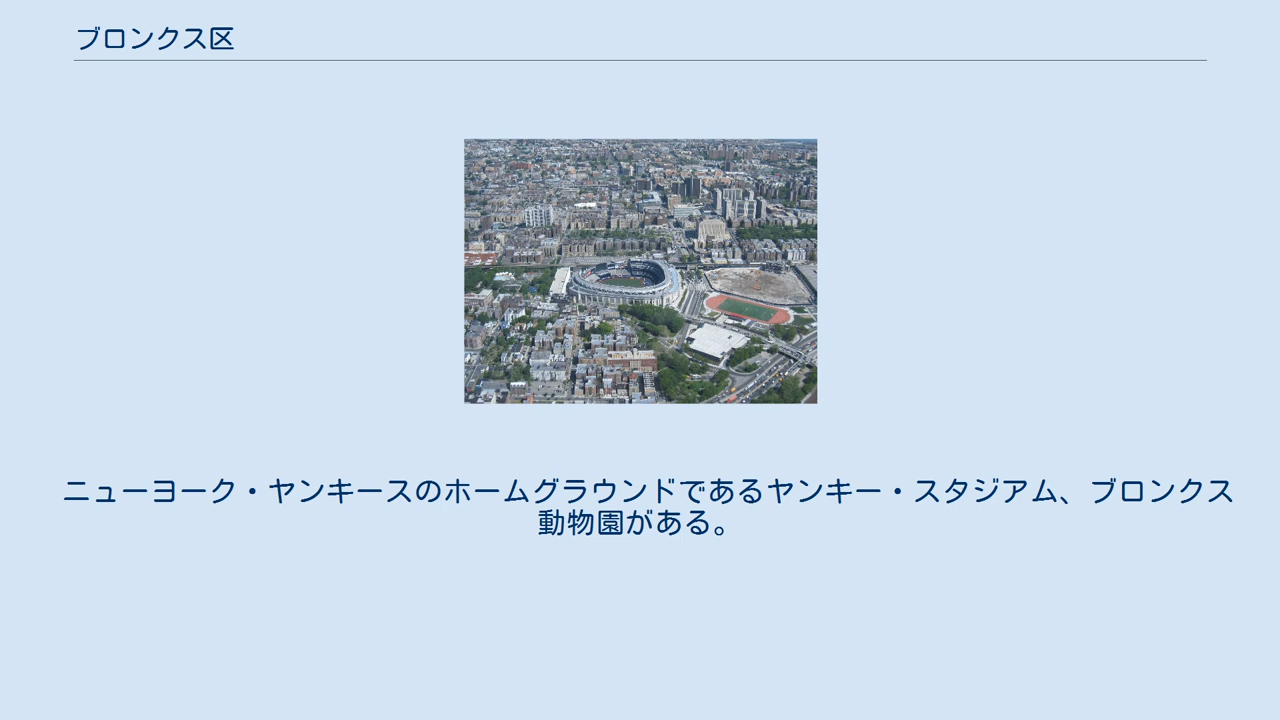 ブロンクス区
ニューヨーク・ヤンキースのホームグラウンドであるヤンキー・スタジアム、ブロンクス
動物園がある。